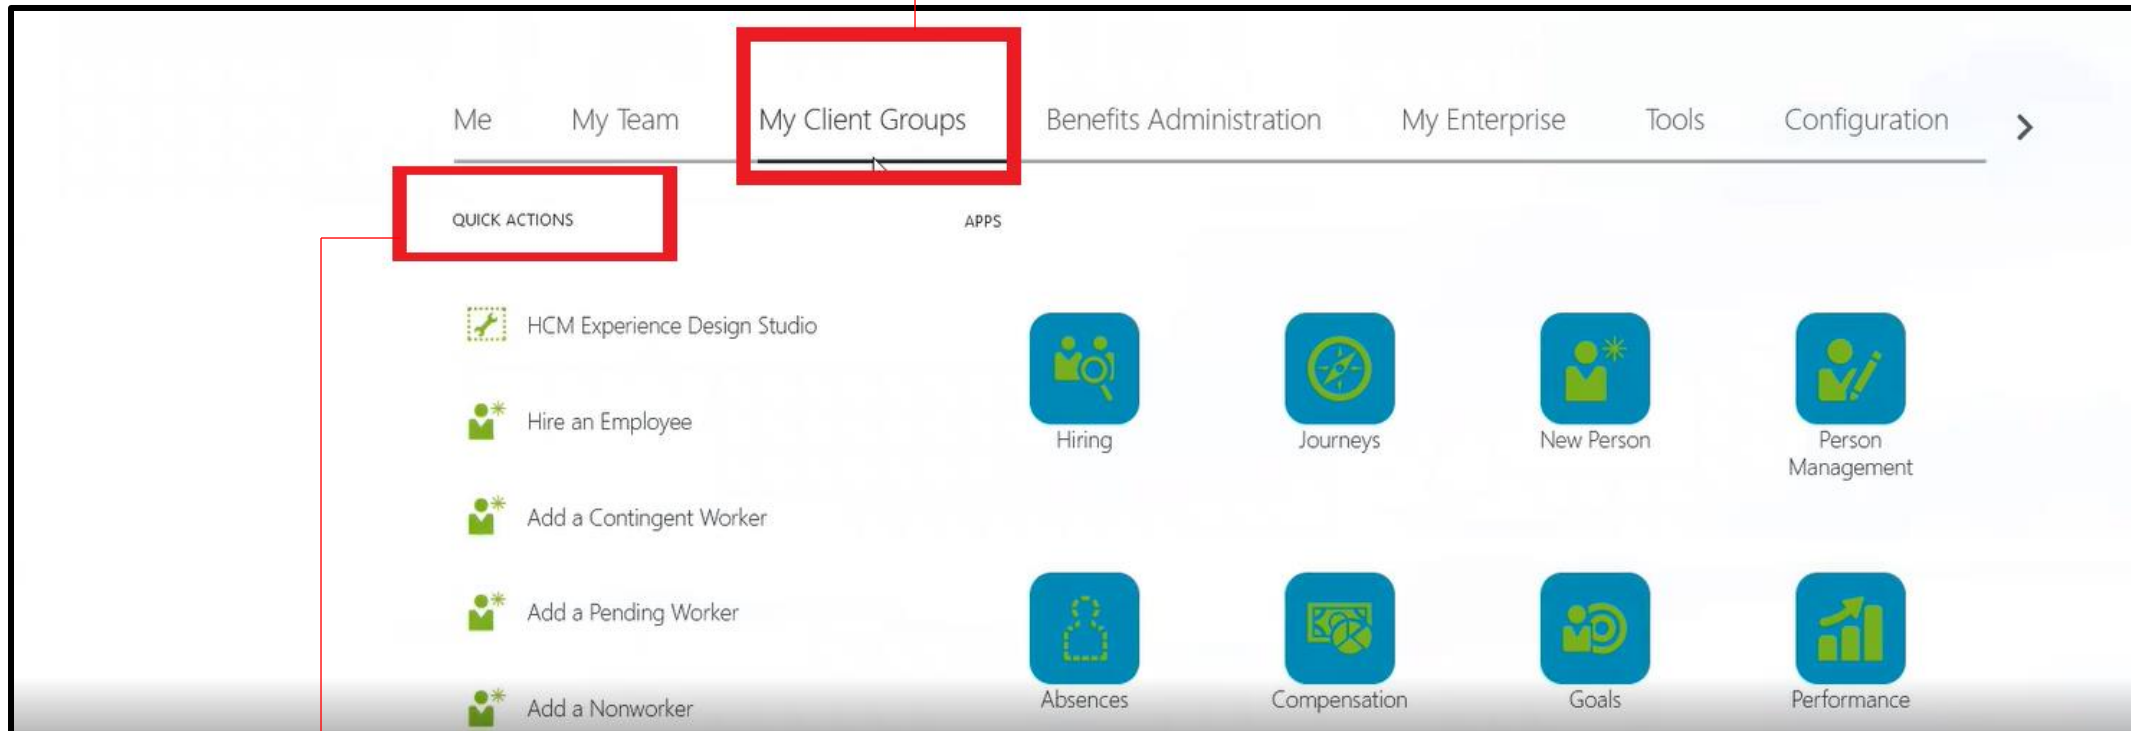 Me My Team My Client Groups Benefits Administration My Enterprise Tools Configuration
QUICK ACTIONS
APPS
HCM Experience Design Studio
Hire an Employee
Add a Contingent Worker
Add a Pending Worker
Add a Nonworker
Hiring
Journeys
New Person
Person
Management
Absences
Compensation
Goals
Performance